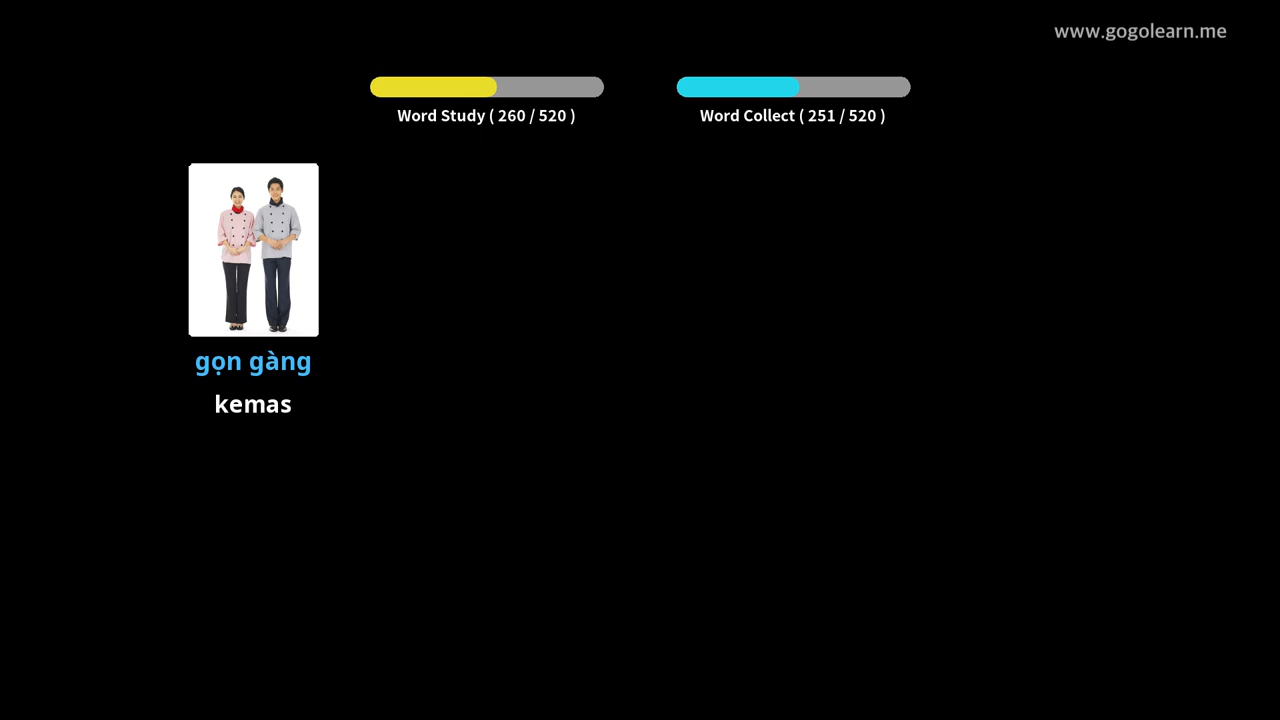 www.gogolearn.me
Word Study ( 260 / 520 )
Word Collect ( 251 / 520 )
gọn gàng
kemas